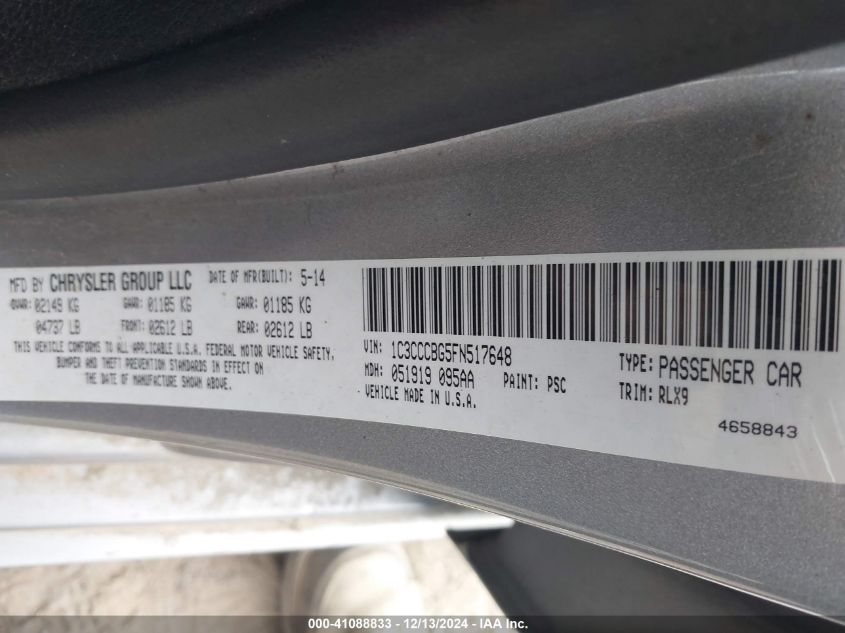 MFD BY CHRYSLER GROUP LLC DATE OF MFR(BUILT): 5-14
GVWR: 02149 KG GAWR: 01185 KG GAWR: 01185 KG
04737 LB FRONT: 02612 LB REAR: 02612 LB
THIS VEHICLE CONFORMS TO ALL APPLICABLE U.S.A. FEDERAL MOTOR VEHICLE SAFETY,
BUMPER AND THEFT PREVENTION STANDARDS IN EFFECT ON
THE DATE OF MANUFACTURE SHOWN ABOVE.
VIN: 1C3CCCBG5FN517648 TYPE: PASSENGER CAR
MDH: 051919 095AA PAINT: PSC TRIM: RLX9
VEHICLE MADE IN U.S.A.
4658843
000-41088833 - 12/13/2024 - IAA Inc.